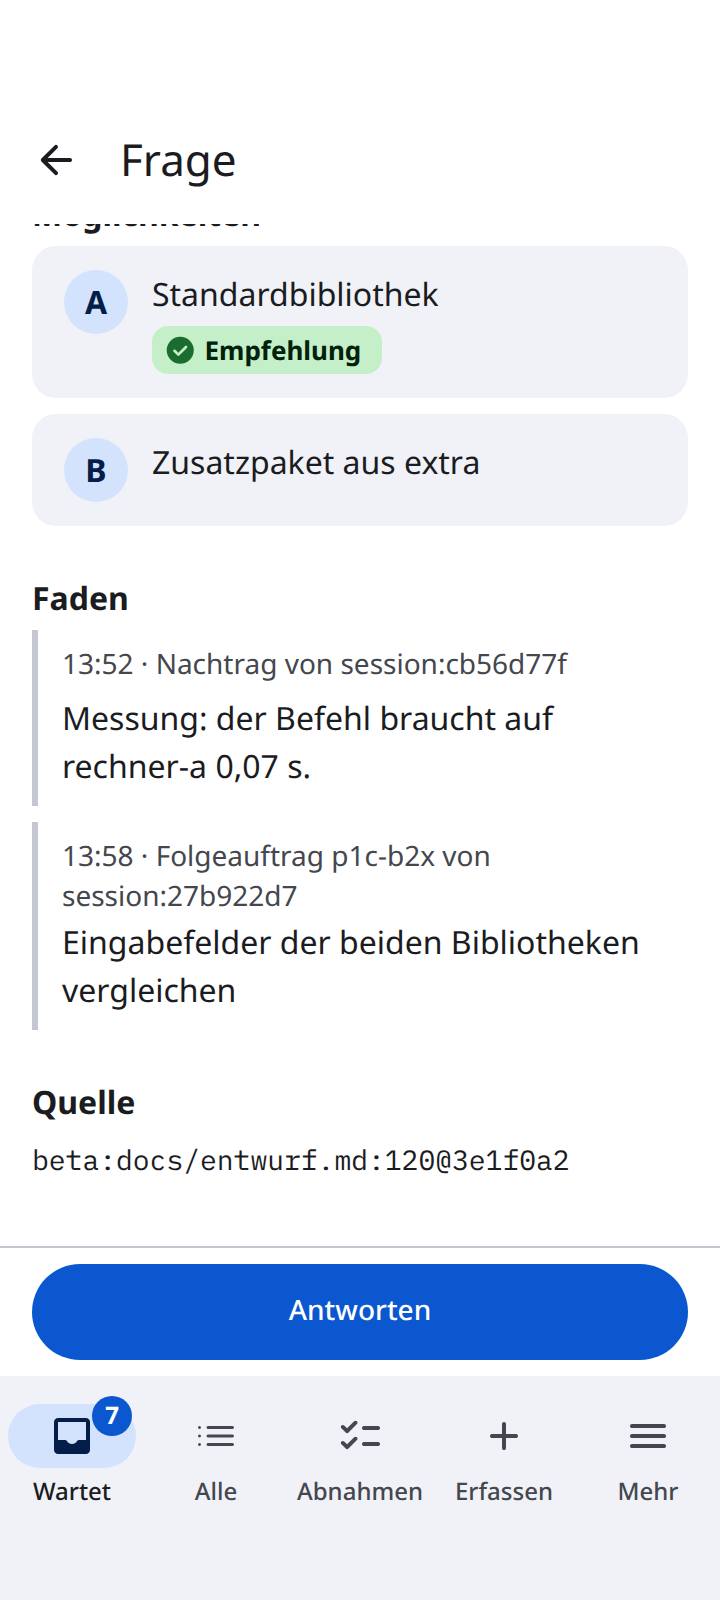 Frage
Möglichkeiten
A
Standardbibliothek
Empfehlung
B
Zusatzpaket aus extra
Faden
13:52 · Nachtrag von session:cb56d77f
Messung: der Befehl braucht auf
rechner-a 0,07 s.
13:58 · Folgeauftrag p1c-b2x von
session:27b922d7
Eingabefelder der beiden Bibliotheken
vergleichen
Quelle
beta:docs/entwurf.md:120@3e1f0a2
Antworten
7
Wartet
Alle
Abnahmen
Erfassen
Mehr